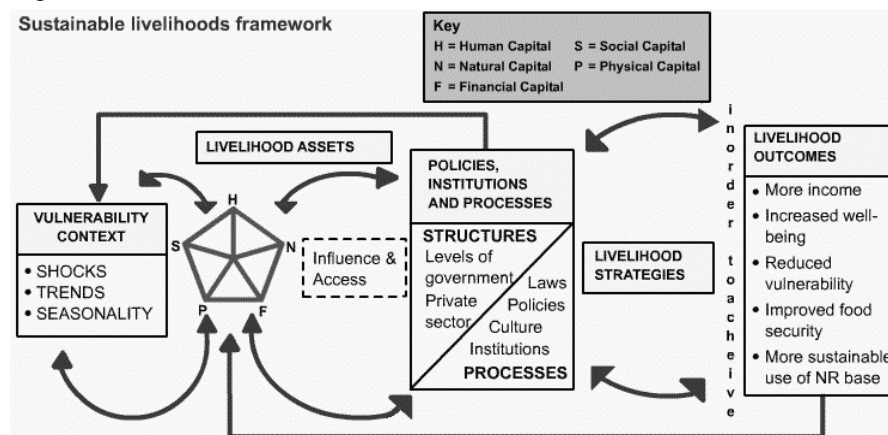 Sustainable livelihoods framework
Key
H = Human Capital S = Social Capital
N = Natural Capital P = Physical Capital
F = Financial Capital
LIVELIHOOD ASSETS
VULNERABILITY
CONTEXT
• SHOCKS
• TRENDS
• SEASONALITY
H
S
N
P
F
Influence &
Access
POLICIES,
INSTITUTIONS
AND PROCESSES
STRUCTURES
Levels of
government
Private
sector
Laws
Policies
Culture
Institutions
PROCESSES
LIVELIHOOD
STRATEGIES
inorder toacheive
LIVELIHOOD
OUTCOMES
• More income
• Increased well-
being
• Reduced
vulnerability
• Improved food
security
• More sustainable
use of NR base